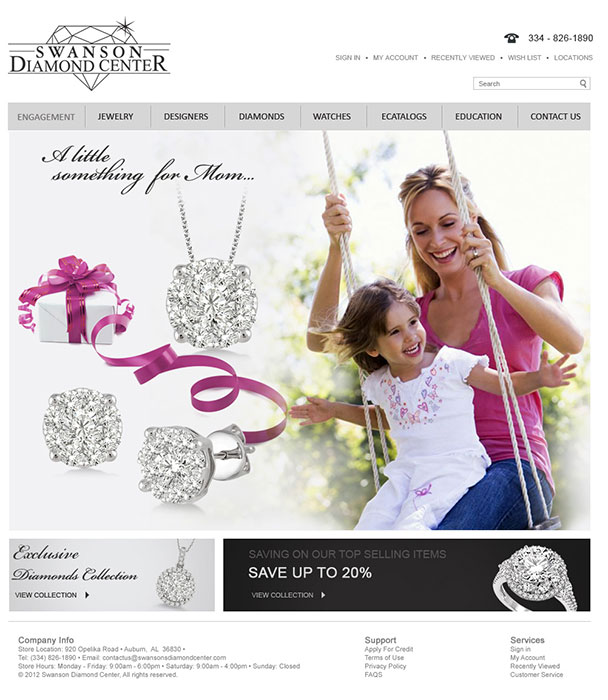 SWANSON
DIAMOND CENTER
334 - 826-1890
SIGN IN • MY ACCOUNT • RECENTLY VIEWED • WISH LIST • LOCATIONS
Search
ENGAGEMENT JEWELRY DESIGNERS DIAMONDS WATCHES ECATALOGS EDUCATION CONTACT US
A little
something for Mom...
Exclusive
Diamonds Collection
VIEW COLLECTION
SAVING ON OUR TOP SELLING ITEMS
SAVE UP TO 20%
VIEW COLLECTION
Company Info
Store Location: 920 Opelika Road • Auburn, AL 36830 •
Tel: (334) 826-1890 • Email: contactus@swansonsdiamondcenter.com
Store Hours: Monday - Friday: 9:00am - 6:00pm • Saturday: 9:00am - 4:00pm • Sunday: Closed
© 2012 Swanson Diamond Center, All rights reserved.
Support
Apply For Credit
Terms of Use
Privacy Policy
FAQS
Services
Sign in
My Account
Recently Viewed
Customer Service